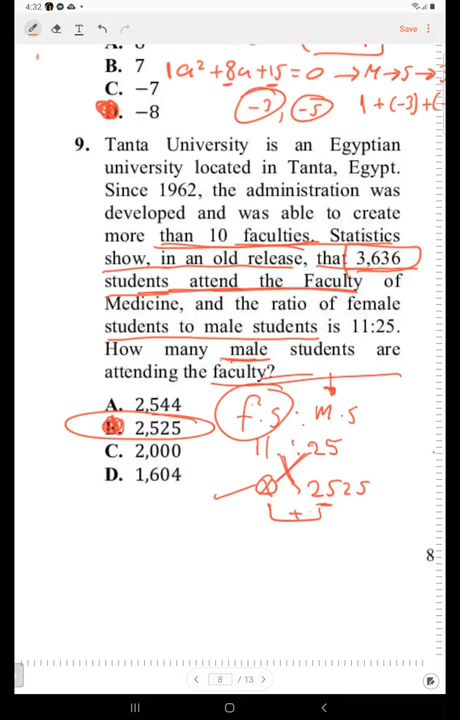 4:32
Save
B. 7
1a² + 8a + 15 = 0 → M → S →
C. −7
-3, -5
1 + (-3) + (-
−8
9. Tanta University is an Egyptian
university located in Tanta, Egypt.
Since 1962, the administration was
developed and was able to create
more than 10 faculties. Statistics
show, in an old release, that 3,636
students attend the Faculty of
Medicine, and the ratio of female
students to male students is 11:25.
How many male students are
attending the faculty?
A. 2,544
B. 2,525
C. 2,000
D. 1,604
f.s : M.S
11 : 25
2525
+
8
8 / 13